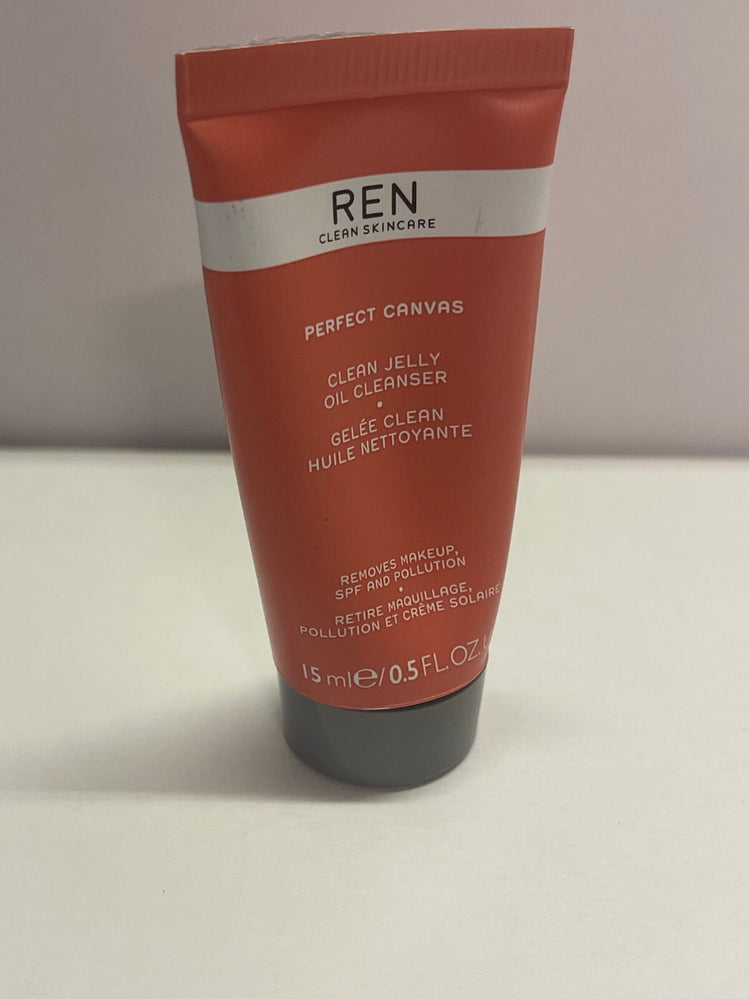 REN
CLEAN SKINCARE
PERFECT CANVAS
CLEAN JELLY
OIL CLEANSER
•
GELÉE CLEAN
HUILE NETTOYANTE
REMOVES MAKEUP,
SPF AND POLLUTION
•
RETIRE MAQUILLAGE,
POLLUTION ET CRÈME SOLAIRE
15 ml℮/0.5 FL.OZ.